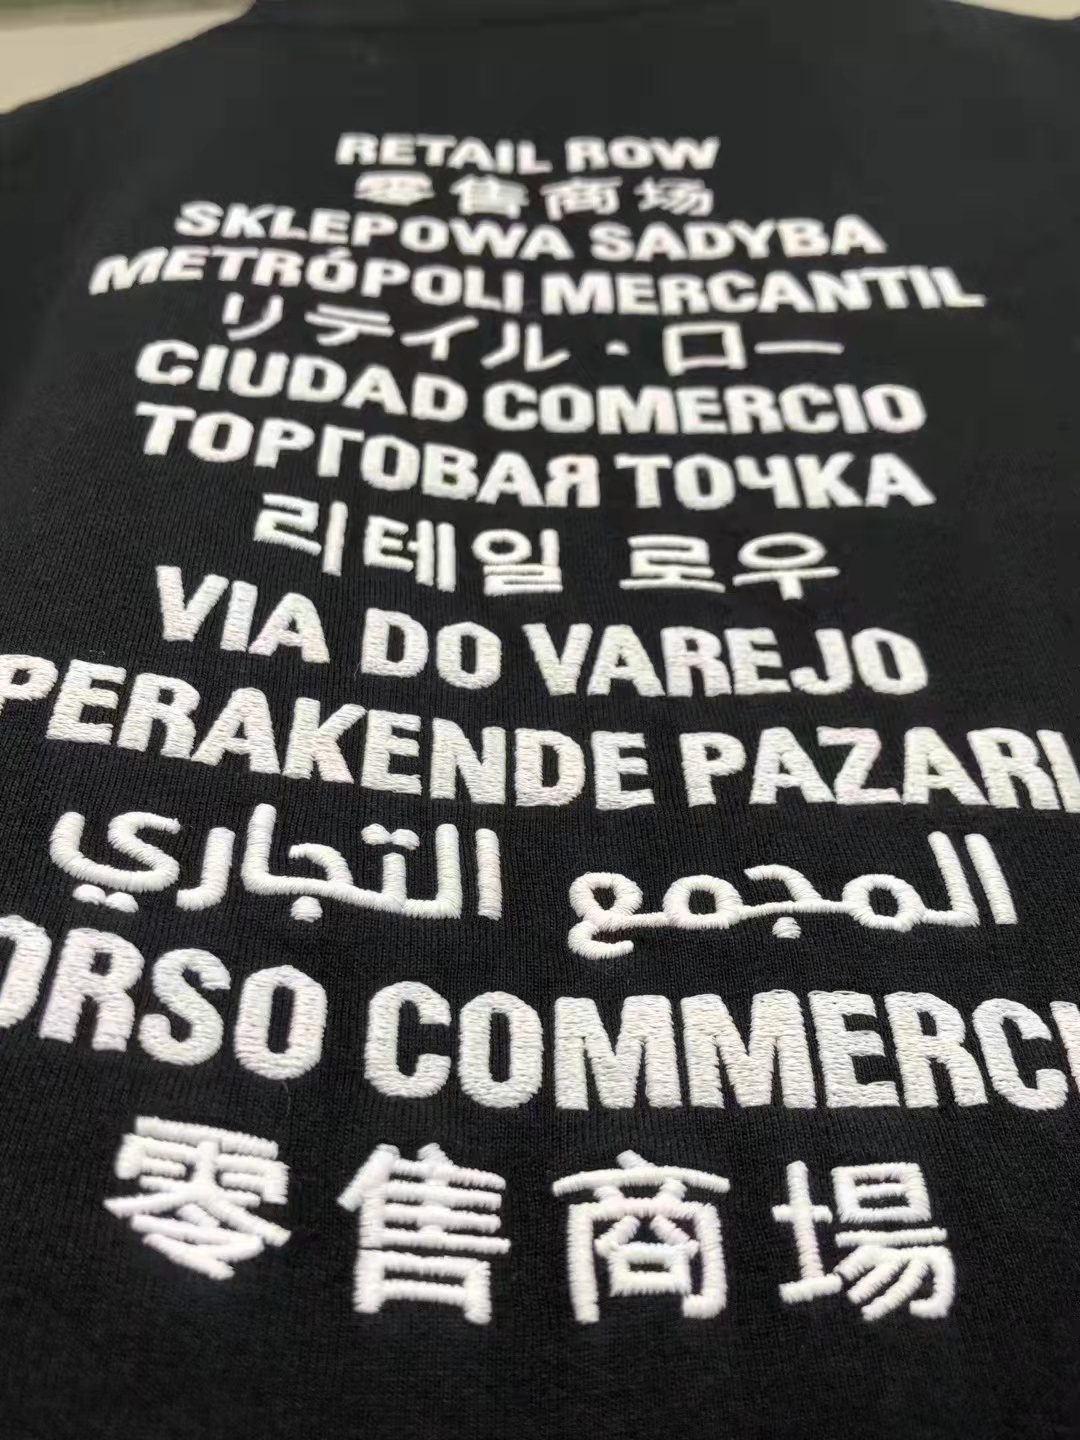 RETAIL ROW
零售商场
SKLEPOWA SADYBA
METRÓPOLI MERCANTIL
リテイル・ロー
CIUDAD COMERCIO
ТОРГОВАЯ ТОЧКА
리테일 로우
VIA DO VAREJO
PERAKENDE PAZARI
المجمع التجاري
ORSO COMMERCI
零售商場